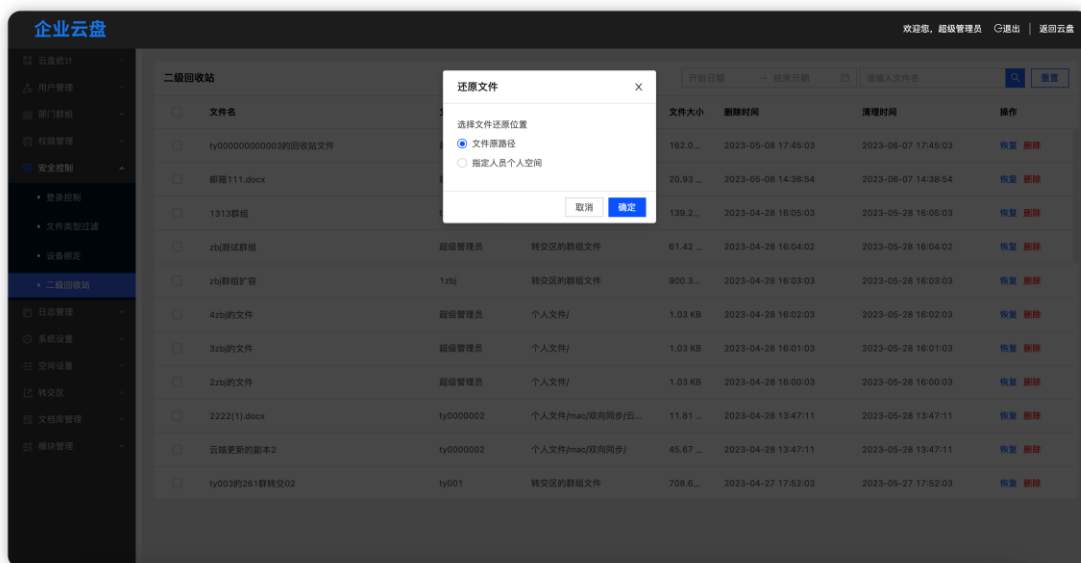 企业云盘
欢迎您，超级管理员 退出 | 返回云盘
云盘统计
用户管理
部门群组
权限管理
安全控制
登录控制
文件类型过滤
设备绑定
二级回收站
日志管理
系统设置
空间设置
转交区
文档库管理
模块管理
二级回收站 开始日期 → 结束日期 请输入文件名 重置
文件名 文件大小 删除时间 清理时间 操作
ty000000000003的回收站文件 162.0... 2023-05-08 17:45:03 2023-06-07 17:45:03 恢复 删除
邮箱111.docx 20.93 ... 2023-05-08 14:38:54 2023-06-07 14:38:54 恢复 删除
1313群组 139.2... 2023-04-28 16:05:03 2023-05-28 16:05:03 恢复 删除
zbj测试群组 超级管理员 转交区的群组文件 61.42 ... 2023-04-28 16:04:02 2023-05-28 16:04:02 恢复 删除
zbj群组扩容 1zbj 转交区的群组文件 900.3... 2023-04-28 16:03:03 2023-05-28 16:03:03 恢复 删除
4zbj的文件 超级管理员 个人文件/ 1.03 KB 2023-04-28 16:02:03 2023-05-28 16:02:03 恢复 删除
3zbj的文件 超级管理员 个人文件/ 1.03 KB 2023-04-28 16:01:03 2023-05-28 16:01:03 恢复 删除
2zbj的文件 超级管理员 个人文件/ 1.03 KB 2023-04-28 16:00:03 2023-05-28 16:00:03 恢复 删除
2222(1).docx ty0000002 个人文件/mac/双向同步/云... 11.81 ... 2023-04-28 13:47:11 2023-05-28 13:47:11 恢复 删除
云端更新的副本2 ty0000002 个人文件/mac/双向同步/ 45.67 ... 2023-04-28 13:47:11 2023-05-28 13:47:11 恢复 删除
ty003的261群转交02 ty001 转交区的群组文件 708.6... 2023-04-27 17:52:03 2023-05-27 17:52:03 恢复 删除
还原文件
选择文件还原位置
文件原路径
指定人员个人空间
取消 确定